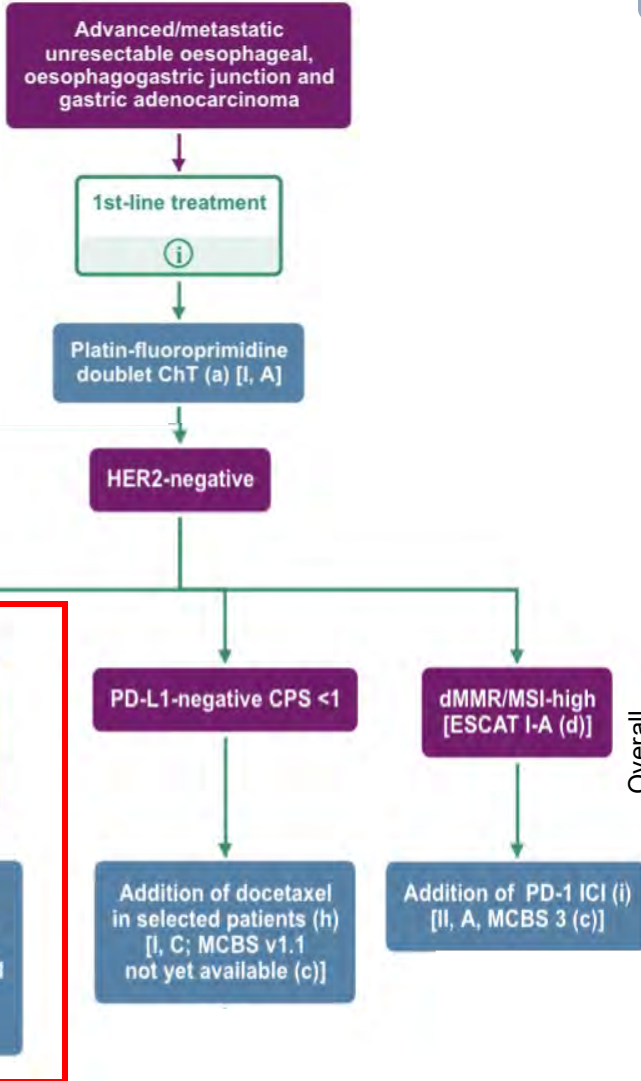 Advanced/metastatic
unresectable oesophageal,
oesophagogastric junction and
gastric adenocarcinoma
1st-line treatment
i
Platin-fluoroprimidine
doublet ChT (a) [I, A]
HER2-negative
PD-L1-negative CPS <1
dMMR/MSI-high
[ESCAT I-A (d)]
Overall
Addition of docetaxel
in selected patients (h)
[I, C; MCBS v1.1
not yet available (c)]
Addition of PD-1 ICI (i)
[II, A, MCBS 3 (c)]